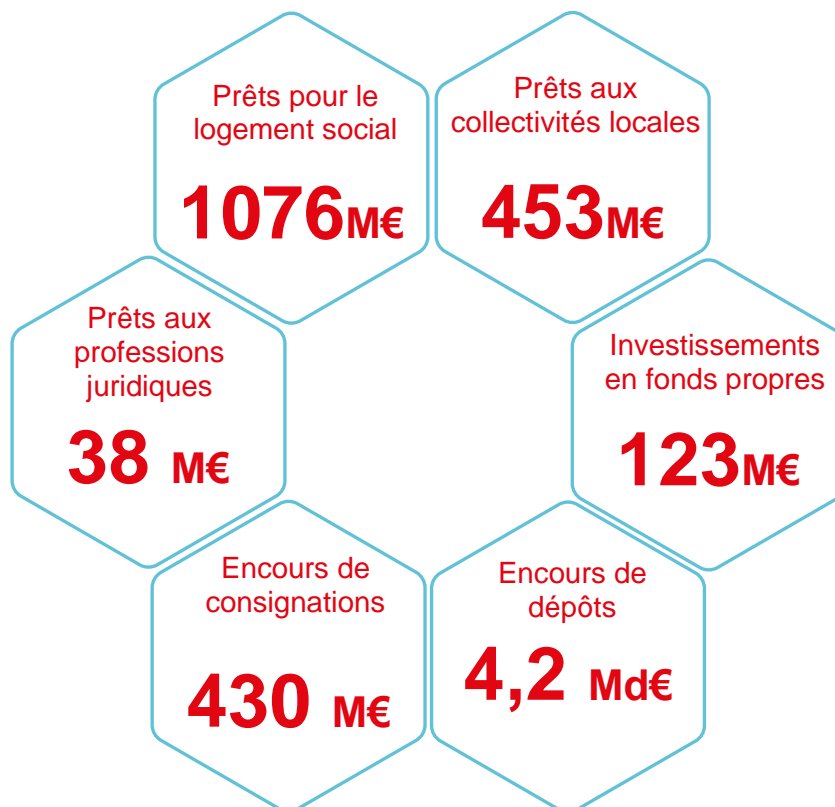 Prêts pour le
logement social
1076M€
Prêts aux
collectivités locales
453M€
Prêts aux
professions
juridiques
38 M€
Investissements
en fonds propres
123M€
Encours de
consignations
430 M€
Encours de
dépôts
4,2 Md€